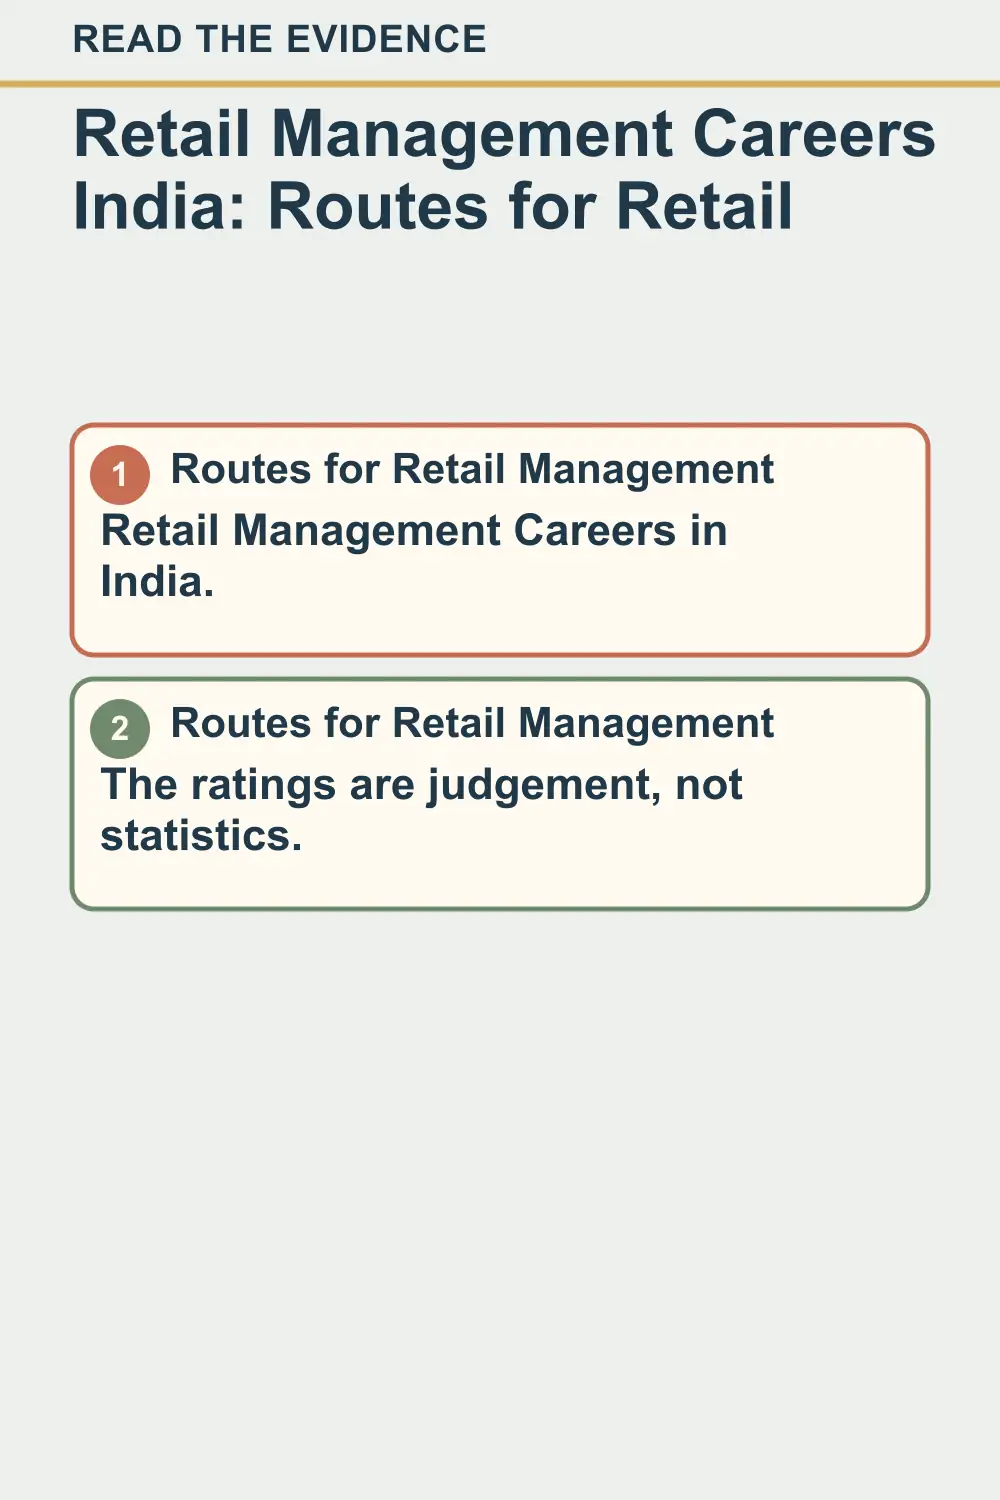 READ THE EVIDENCE
Retail Management Careers
India: Routes for Retail
1 Routes for Retail Management
Retail Management Careers in
India.
2 Routes for Retail Management
The ratings are judgement, not
statistics.